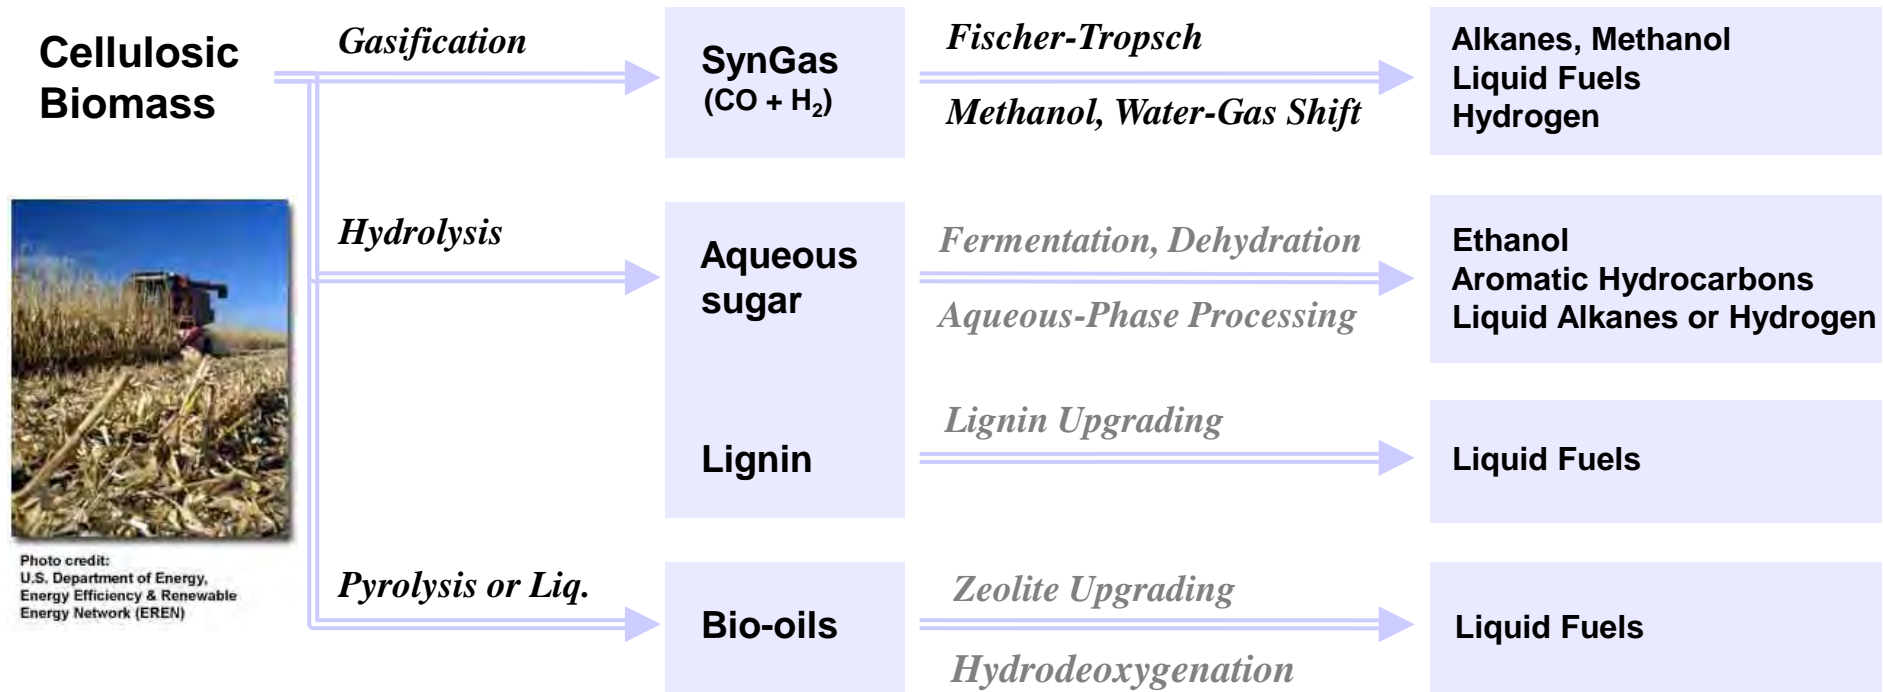 Cellulosic
Biomass
Gasification
SynGas
(CO + H₂)
Fischer-Tropsch
Methanol, Water-Gas Shift
Alkanes, Methanol
Liquid Fuels
Hydrogen
Hydrolysis
Aqueous
sugar
Fermentation, Dehydration
Aqueous-Phase Processing
Ethanol
Aromatic Hydrocarbons
Liquid Alkanes or Hydrogen
Lignin
Lignin Upgrading
Liquid Fuels
Photo credit:
U.S. Department of Energy,
Energy Efficiency & Renewable
Energy Network (EREN)
Pyrolysis or Liq.
Bio-oils
Zeolite Upgrading
Hydrodeoxygenation
Liquid Fuels